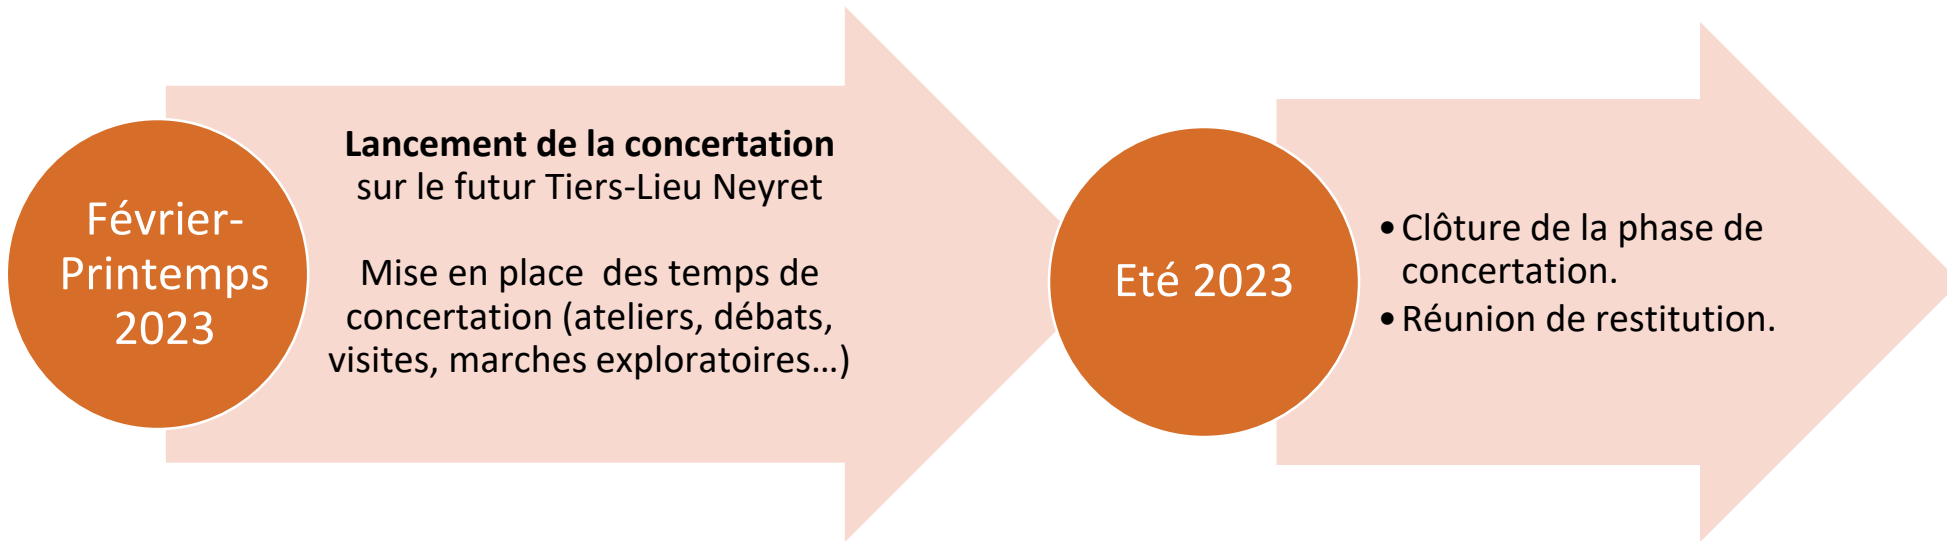 Février-
Printemps
2023
Lancement de la concertation
sur le futur Tiers-Lieu Neyret
Mise en place  des temps de
concertation (ateliers, débats,
visites, marches exploratoires…)
Eté 2023
• Clôture de la phase de
concertation.
• Réunion de restitution.